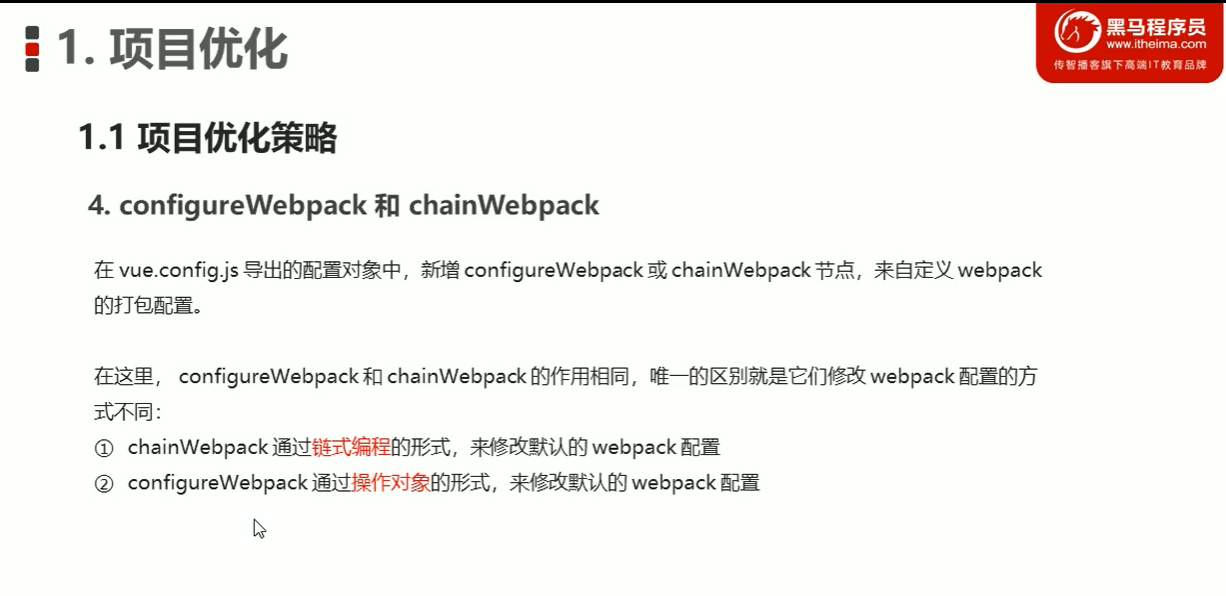 1. 项目优化
黑马程序员
www.itheima.com
传智播客旗下高端IT教育品牌
1.1 项目优化策略
4. configureWebpack 和 chainWebpack
在 vue.config.js 导出的配置对象中，新增 configureWebpack 或 chainWebpack 节点，来自定义 webpack
的打包配置。
在这里， configureWebpack 和 chainWebpack 的作用相同，唯一的区别就是它们修改 webpack 配置的方
式不同：
① chainWebpack 通过链式编程的形式，来修改默认的 webpack 配置
② configureWebpack 通过操作对象的形式，来修改默认的 webpack 配置